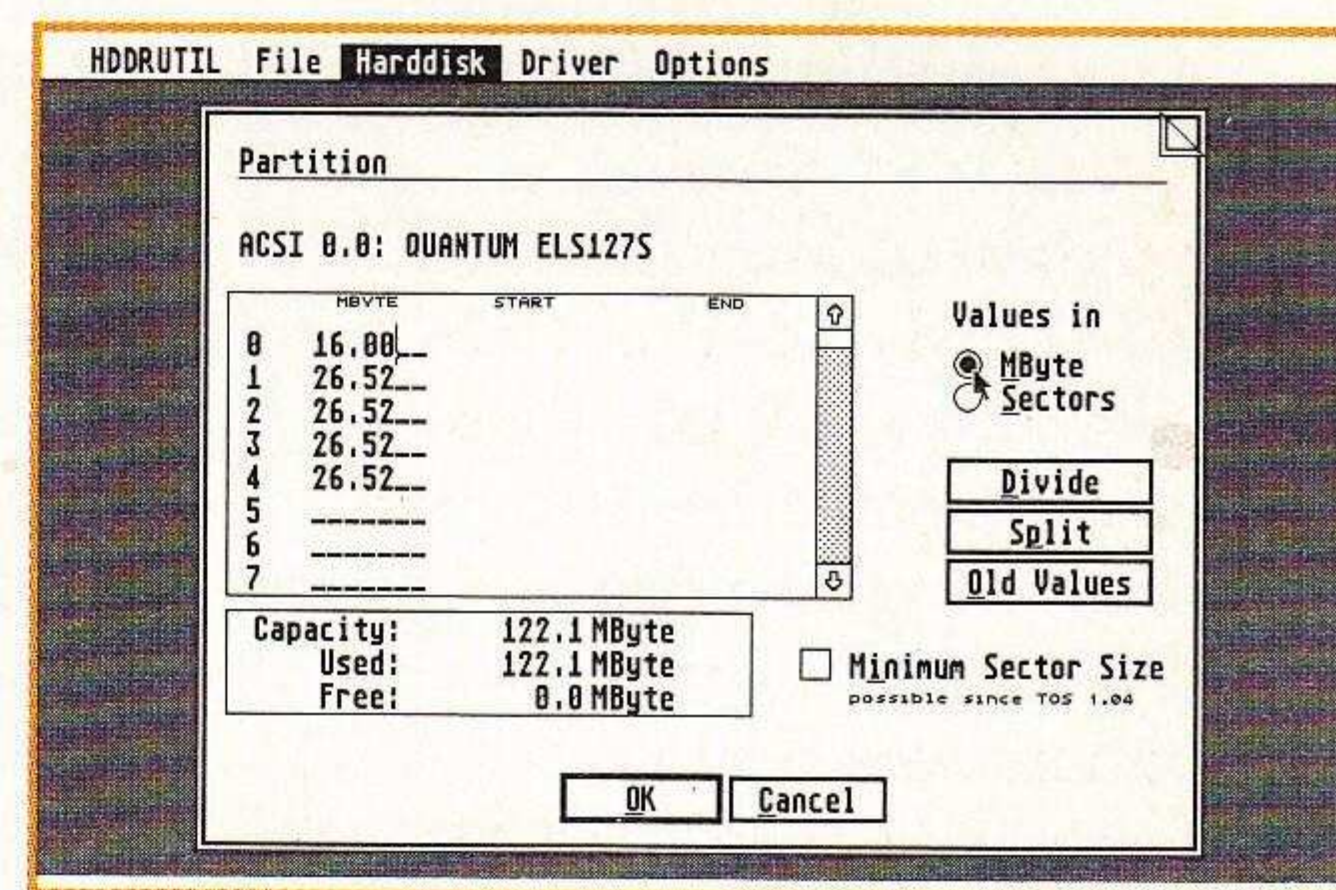 HDDRUTIL File Harddisk Driver Options
Partition
ACSI 0.0: QUANTUM ELS127S
MBYTE START END
0 16.00__
1 26.52__
2 26.52__
3 26.52__
4 26.52__
5 _______
6 _______
7 _______
Values in
MByte
Sectors
Divide
Split
Old Values
Capacity: 122.1 MByte
Used: 122.1 MByte
Free: 0.0 MByte
Minimum Sector Size
possible since TOS 1.04
OK Cancel